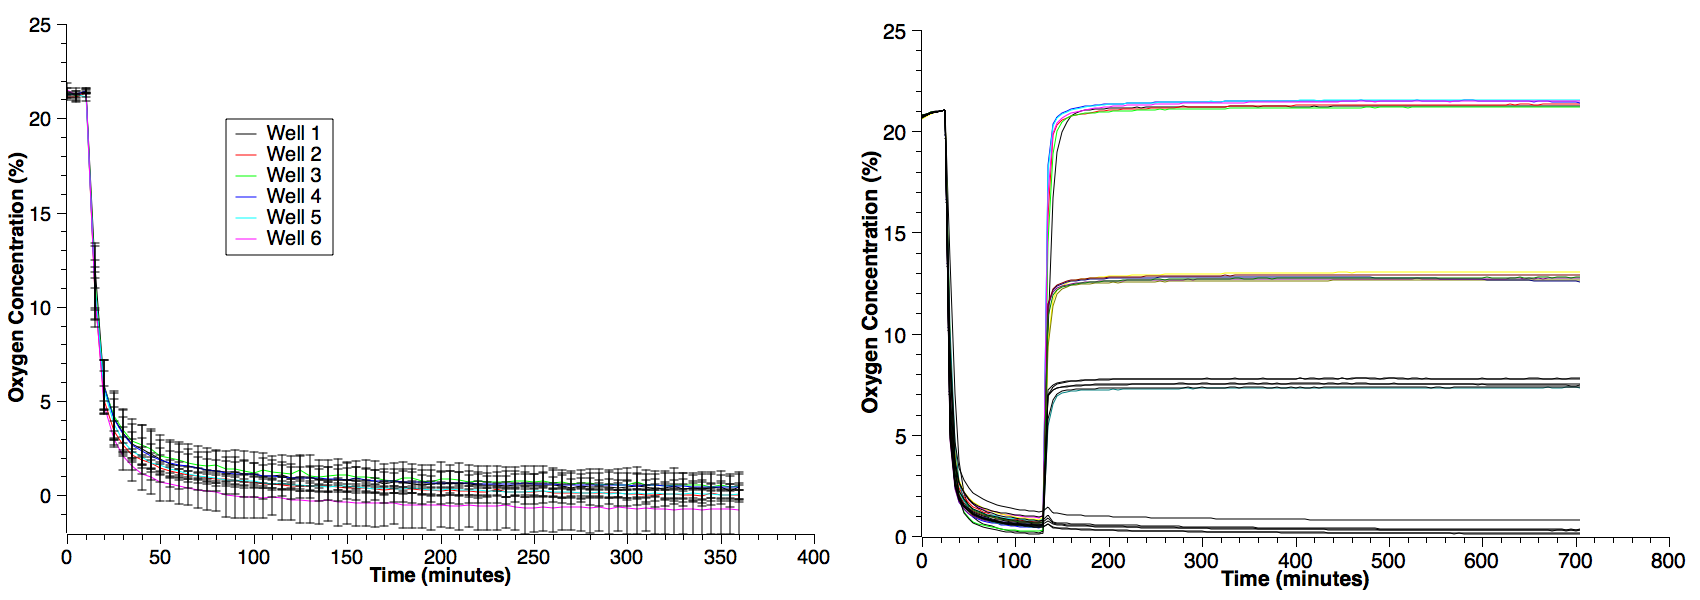 25
20
15
10
5
0
Oxygen Concentration (%)
Well 1
Well 2
Well 3
Well 4
Well 5
Well 6
0 50 100 150 200 250 300 350 400
Time (minutes)
25
20
15
10
5
0
Oxygen Concentration (%)
0 100 200 300 400 500 600 700 800
Time (minutes)